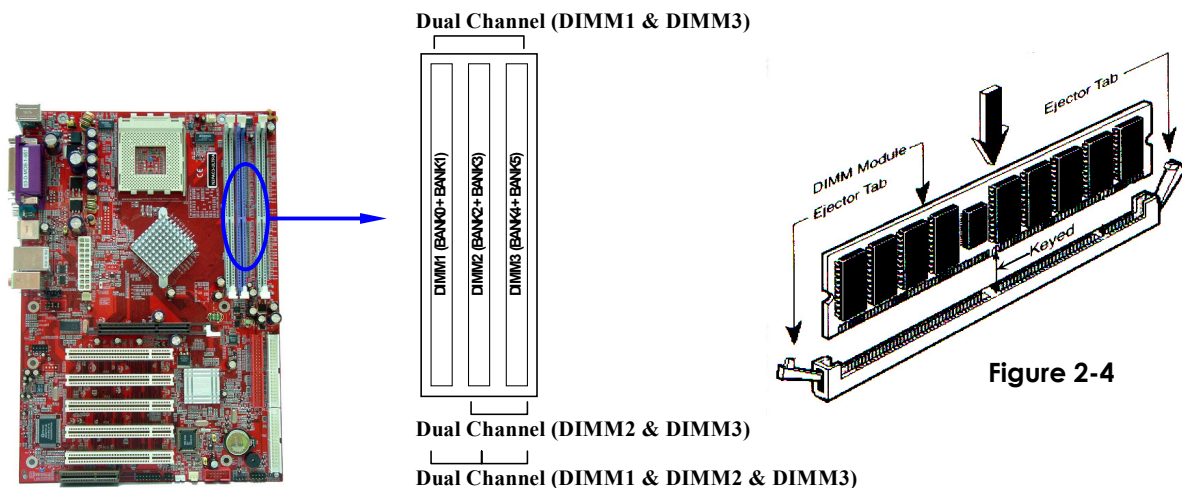 Dual Channel (DIMM1 & DIMM3)
DIMM1 (BANK0+BANK1)
DIMM2 (BANK2+BANK3)
DIMM3 (BANK4+BANK5)
Dual Channel (DIMM2 & DIMM3)
Dual Channel (DIMM1 & DIMM2 & DIMM3)
Ejector Tab
DIMM Module
Ejector Tab
Keyed
Figure 2-4